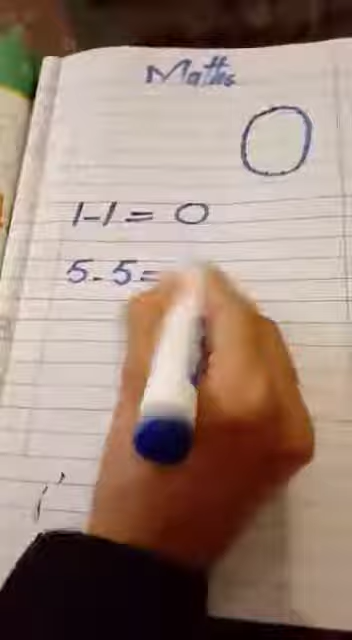 Maths
0
1-1 = 0
5-5=